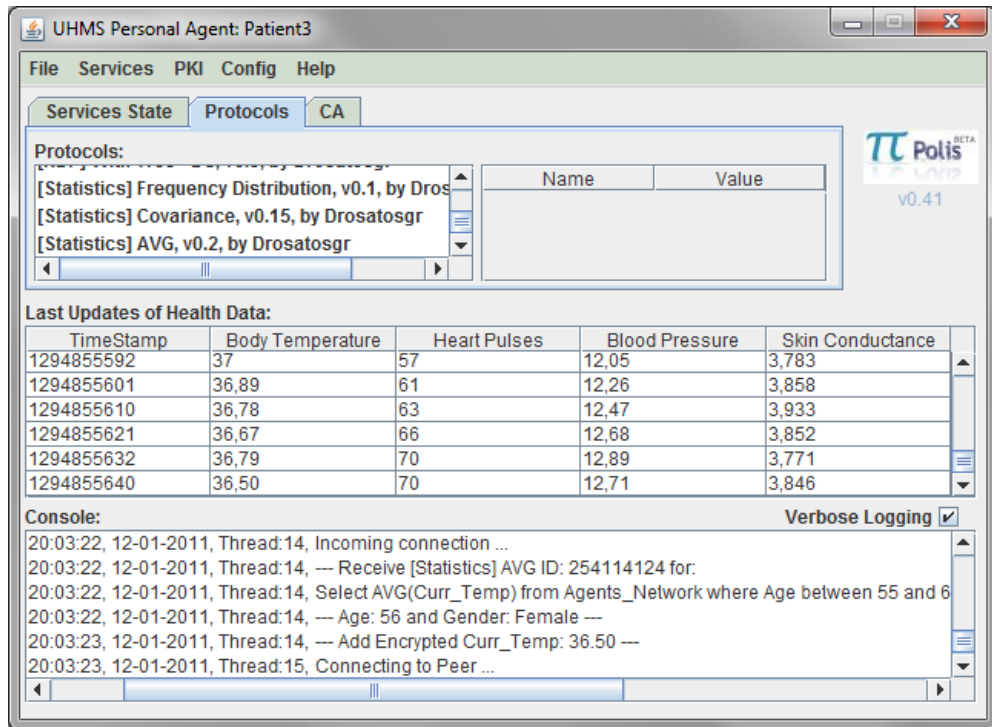 UHMS Personal Agent: Patient3
File Services PKI Config Help
Services State Protocols CA
Protocols:
[Statistics] Frequency Distribution, v0.1, by Dros
[Statistics] Covariance, v0.15, by Drosatosgr
[Statistics] AVG, v0.2, by Drosatosgr
Name Value
Polis BETA
v0.41
Last Updates of Health Data:
TimeStamp Body Temperature Heart Pulses Blood Pressure Skin Conductance
1294855592 37 57 12,05 3,783
1294855601 36,89 61 12,26 3,858
1294855610 36,78 63 12,47 3,933
1294855621 36,67 66 12,68 3,852
1294855632 36,79 70 12,89 3,771
1294855640 36,50 70 12,71 3,846
Console: Verbose Logging
20:03:22, 12-01-2011, Thread:14, Incoming connection ...
20:03:22, 12-01-2011, Thread:14, --- Receive [Statistics] AVG ID: 254114124 for:
20:03:22, 12-01-2011, Thread:14, Select AVG(Curr_Temp) from Agents_Network where Age between 55 and 6
20:03:22, 12-01-2011, Thread:14, --- Age: 56 and Gender: Female ---
20:03:23, 12-01-2011, Thread:14, --- Add Encrypted Curr_Temp: 36.50 ---
20:03:23, 12-01-2011, Thread:15, Connecting to Peer ...